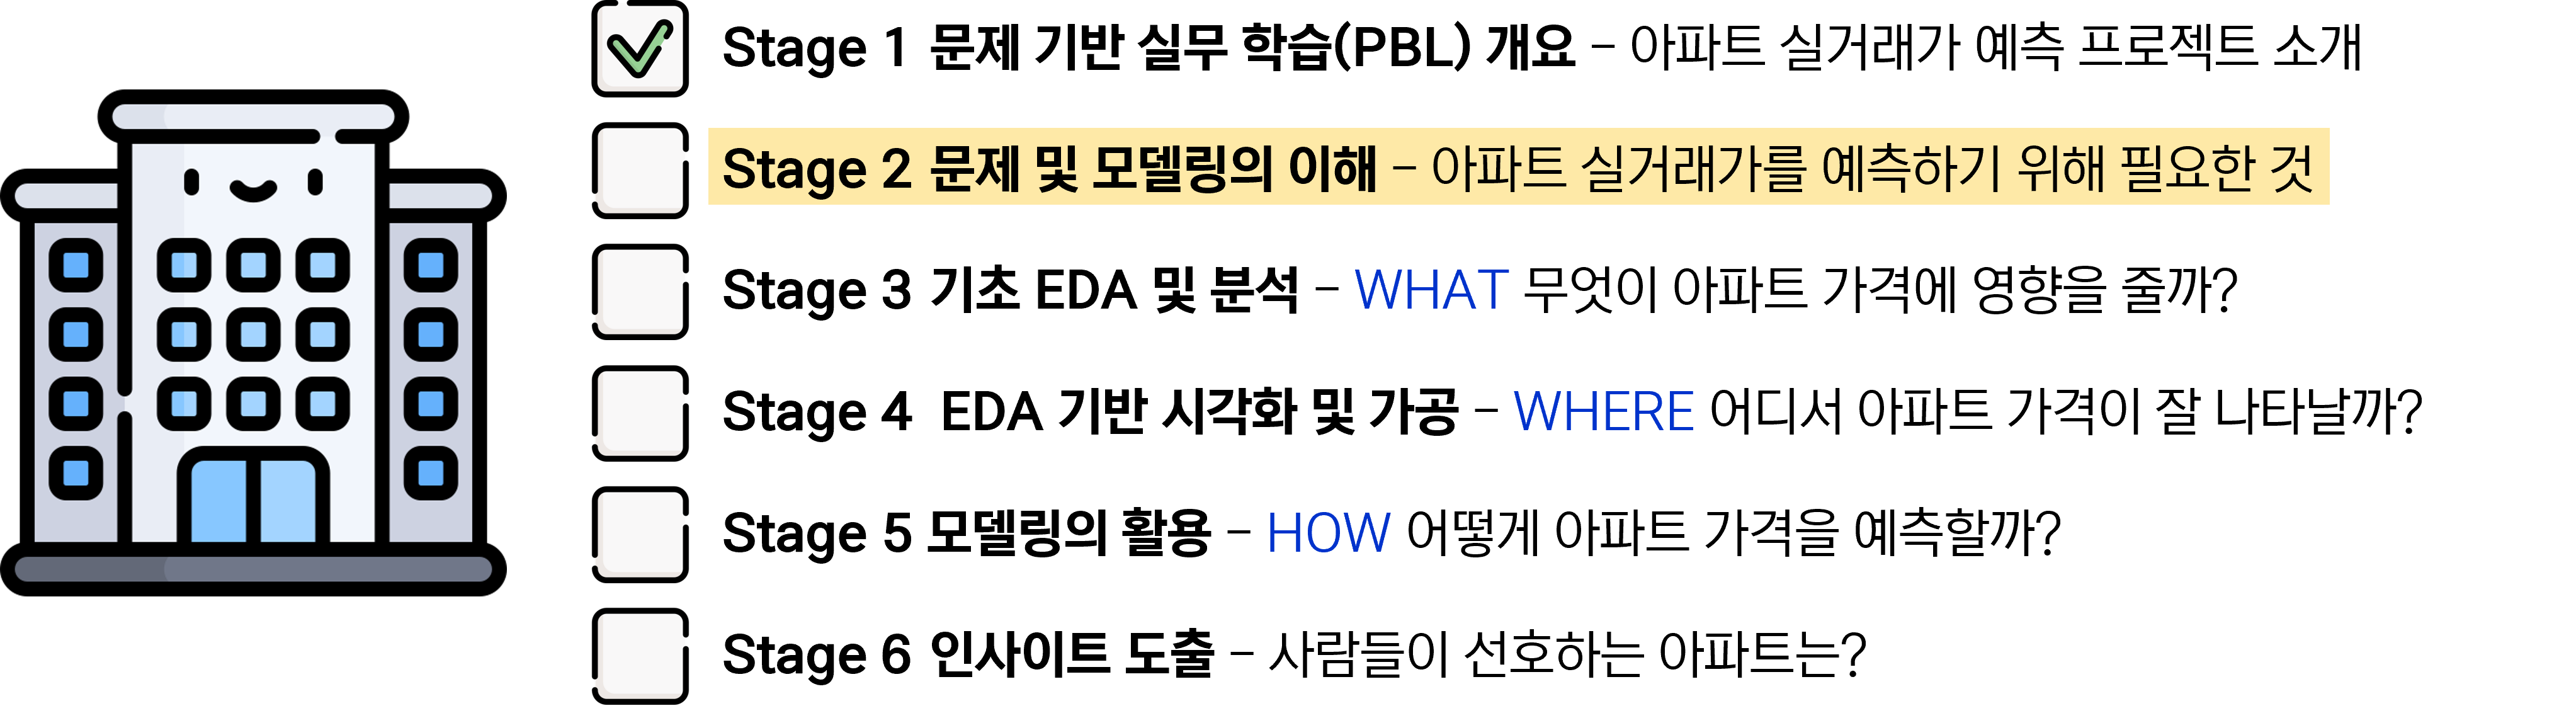 Stage 1 문제 기반 실무 학습(PBL) 개요 – 아파트 실거래가 예측 프로젝트 소개
Stage 2 문제 및 모델링의 이해 – 아파트 실거래가를 예측하기 위해 필요한 것
Stage 3 기초 EDA 및 분석 – WHAT 무엇이 아파트 가격에 영향을 줄까?
Stage 4 EDA 기반 시각화 및 가공 – WHERE 어디서 아파트 가격이 잘 나타날까?
Stage 5 모델링의 활용 – HOW 어떻게 아파트 가격을 예측할까?
Stage 6 인사이트 도출 – 사람들이 선호하는 아파트는?